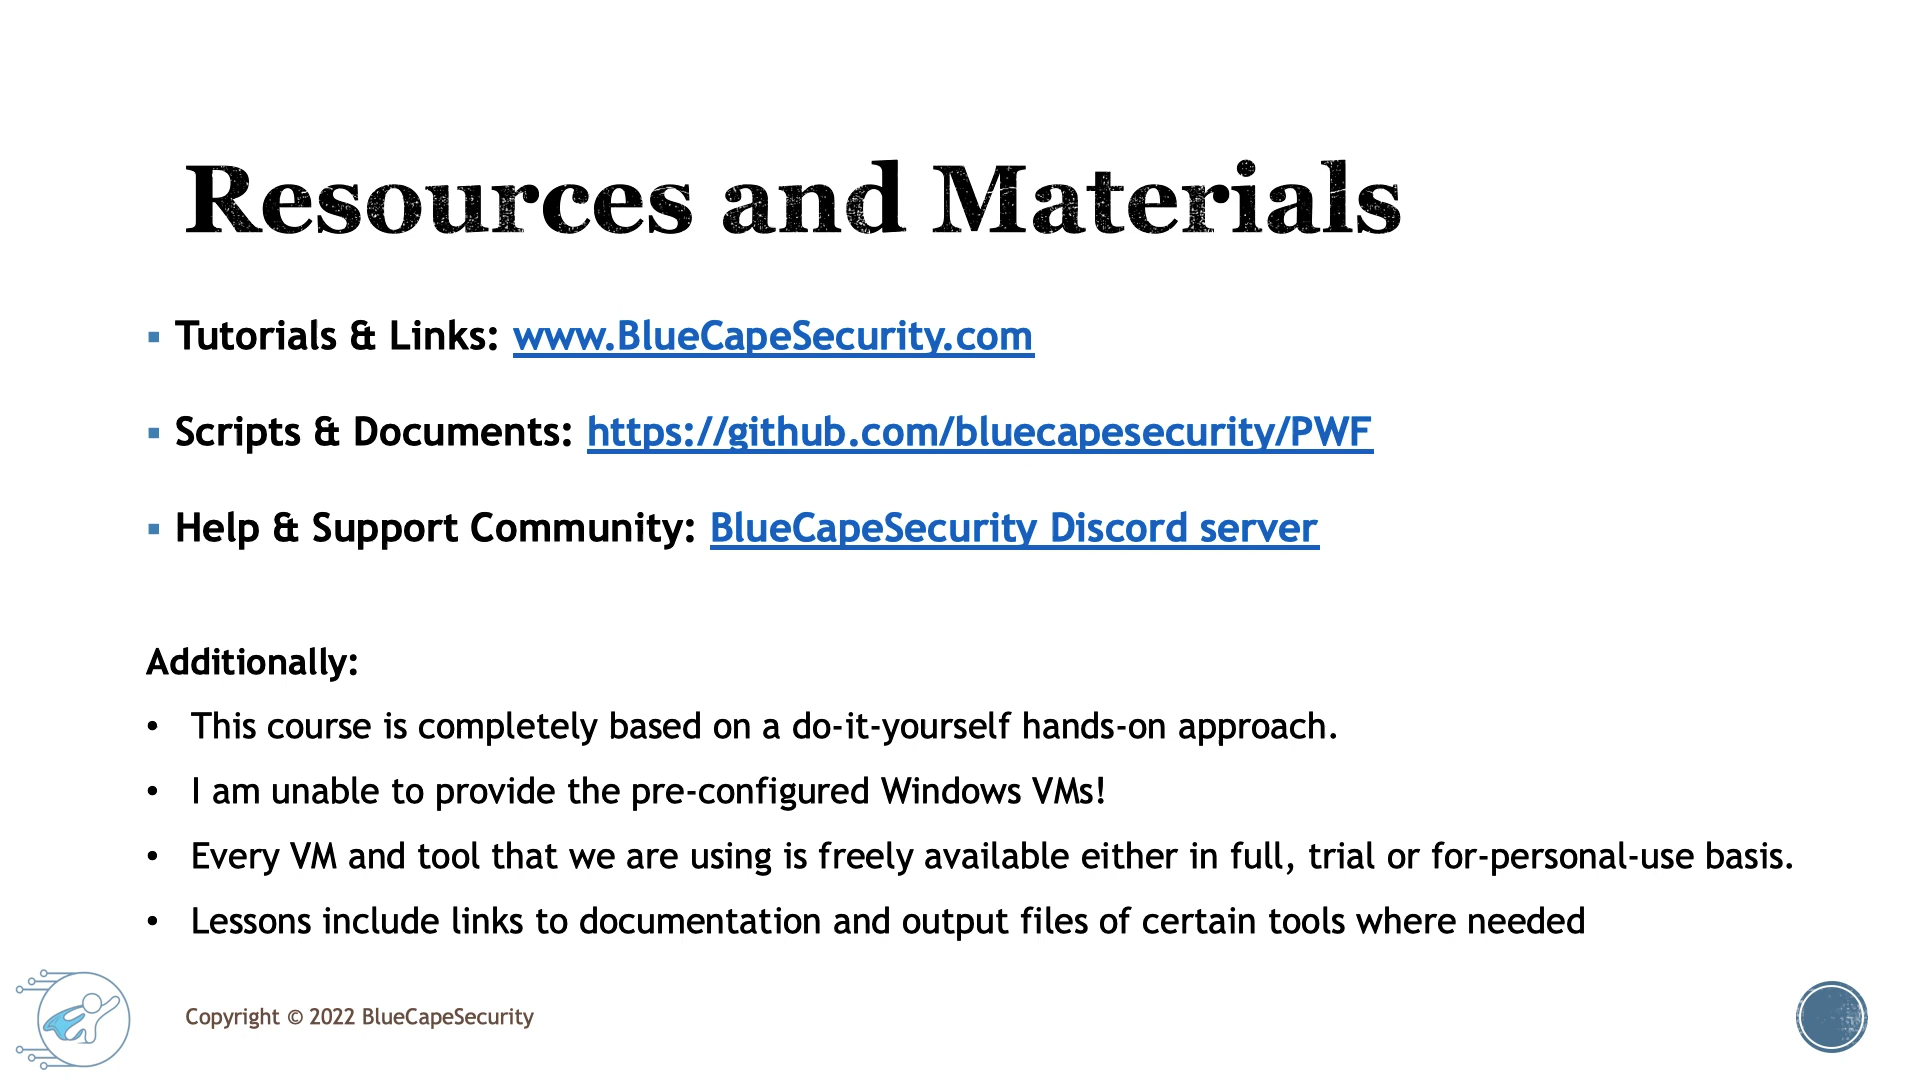 Resources and Materials
▪ Tutorials & Links: www.BlueCapeSecurity.com
▪ Scripts & Documents: https://github.com/bluecapesecurity/PWF
▪ Help & Support Community: BlueCapeSecurity Discord server
Additionally:
• This course is completely based on a do-it-yourself hands-on approach.
• I am unable to provide the pre-configured Windows VMs!
• Every VM and tool that we are using is freely available either in full, trial or for-personal-use basis.
• Lessons include links to documentation and output files of certain tools where needed
Copyright © 2022 BlueCapeSecurity